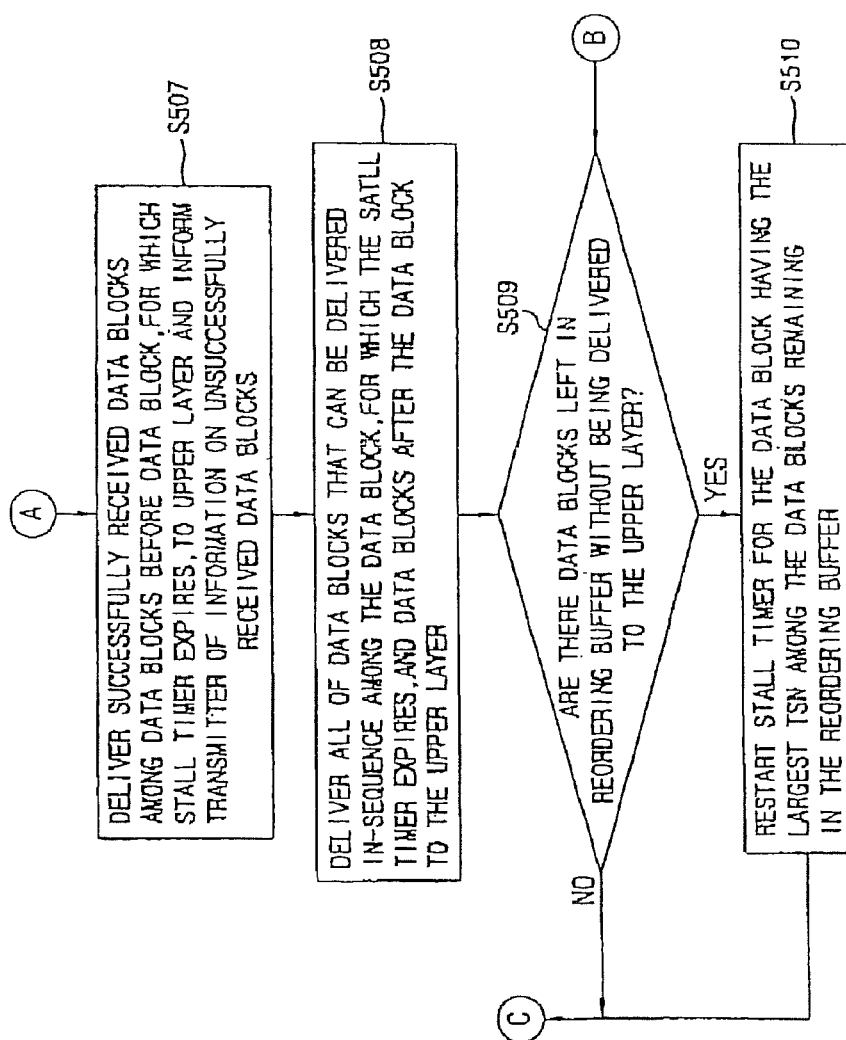 A
DELIVER SUCCESSFULLY RECEIVED DATA BLOCKS
AMONG DATA BLOCKS BEFORE DATA BLOCK,FOR WHICH
STALL TIMER EXPIRES,TO UPPER LAYER AND INFORM
TRANSMITTER OF INFORMATION ON UNSUCCESSFULLY
RECEIVED DATA BLOCKS
S507
DELIVER ALL OF DATA BLOCKS THAT CAN BE DELIVERED
IN-SEQUENCE AMONG THE DATA BLOCK,FOR WHICH THE SATLL
TIMER EXPIRES,AND DATA BLOCKS AFTER THE DATA BLOCK
TO THE UPPER LAYER
S508
S509
ARE THERE DATA BLOCKS LEFT IN
REORDERING BUFFER WITHOUT BEING DELIVERED
TO THE UPPER LAYER?
B
NO
YES
C
RESTART STALL TIMER FOR THE DATA BLOCK HAVING THE
LARGEST TSN AMONG THE DATA BLOCKS REMAINING
IN THE REORDERING BUFFER
S510